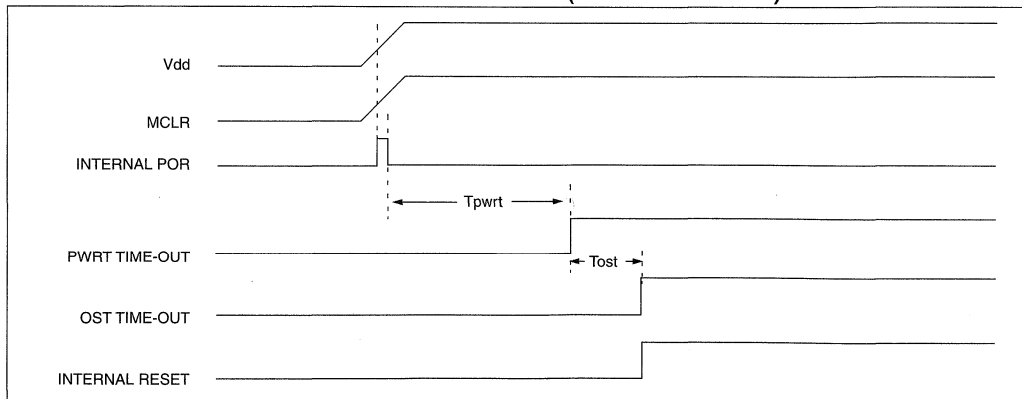 Vdd
MCLR
INTERNAL POR
Tpwrt
PWRT TIME-OUT
Tost
OST TIME-OUT
INTERNAL RESET